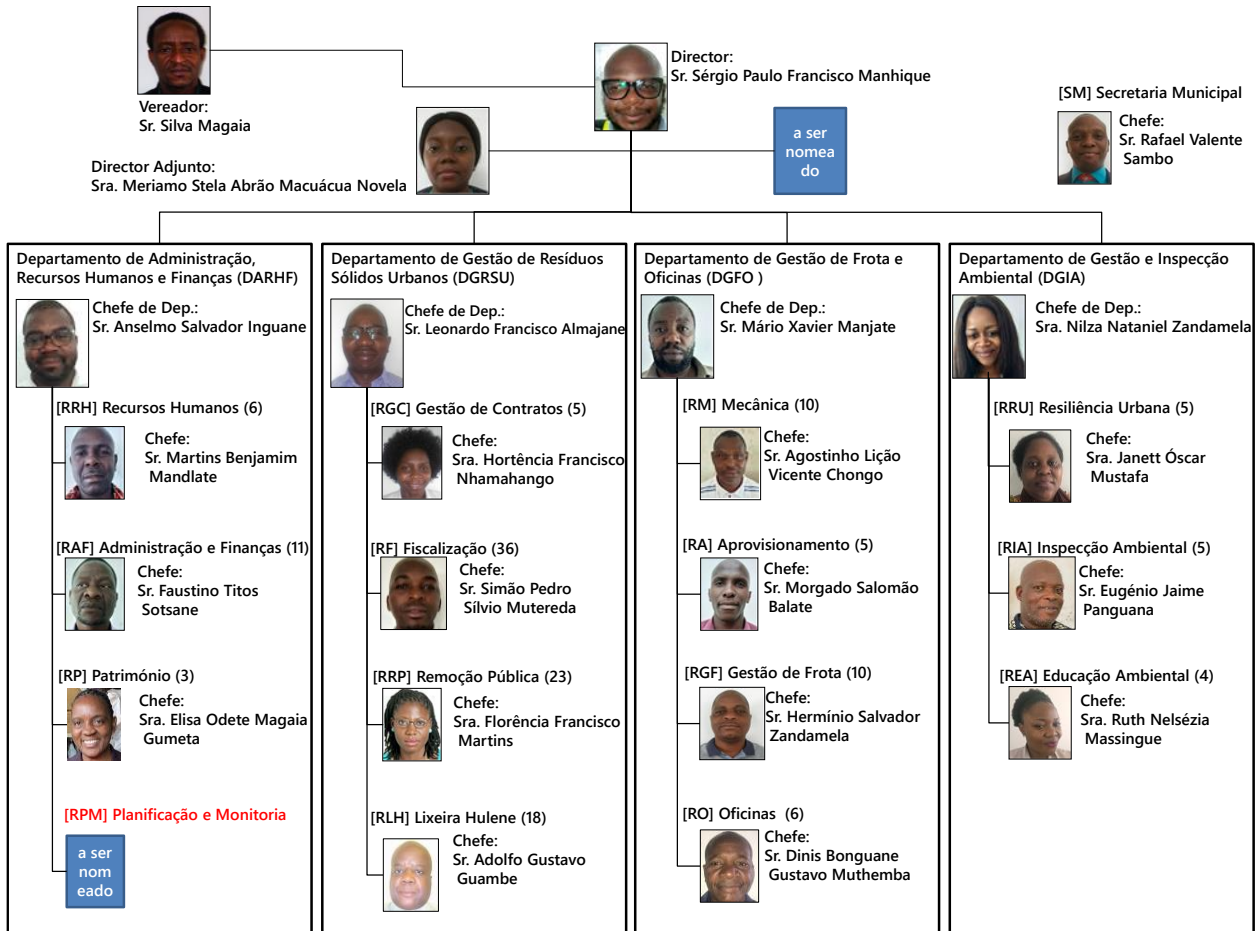 Vereador:
Sr. Silva Magaia
Director:
Sr. Sérgio Paulo Francisco Manhique
[SM] Secretaria Municipal
Chefe:
Sr. Rafael Valente
Sambo
Director Adjunto:
Sra. Meriamo Stela Abrão Macuácua Novela
a ser
nomea
do
Departamento de Administração,
Recursos Humanos e Finanças (DARHF)
Chefe de Dep.:
Sr. Anselmo Salvador Inguane
[RRH] Recursos Humanos (6)
Chefe:
Sr. Martins Benjamim
Mandlate
[RAF] Administração e Finanças (11)
Chefe:
Sr. Faustino Titos
Sotsane
[RP] Património (3)
Chefe:
Sra. Elisa Odete Magaia
Gumeta
[RPM] Planificação e Monitoria
a ser
nom
eado
Departamento de Gestão de Resíduos
Sólidos Urbanos (DGRSU)
Chefe de Dep.:
Sr. Leonardo Francisco Almajane
[RGC] Gestão de Contratos (5)
Chefe:
Sra. Hortência Francisco
Nhamahango
[RF] Fiscalização (36)
Chefe:
Sr. Simão Pedro
Sílvio Mutereda
[RRP] Remoção Pública (23)
Chefe:
Sra. Florência Francisco
Martins
[RLH] Lixeira Hulene (18)
Chefe:
Sr. Adolfo Gustavo
Guambe
Departamento de Gestão de Frota e
Oficinas (DGFO )
Chefe de Dep.:
Sr. Mário Xavier Manjate
[RM] Mecânica (10)
Chefe:
Sr. Agostinho Lição
Vicente Chongo
[RA] Aprovisionamento (5)
Chefe:
Sr. Morgado Salomão
Balate
[RGF] Gestão de Frota (10)
Chefe:
Sr. Hermínio Salvador
Zandamela
[RO] Oficinas (6)
Chefe:
Sr. Dinis Bonguane
Gustavo Muthemba
Departamento de Gestão e Inspecção
Ambiental (DGIA)
Chefe de Dep.:
Sra. Nilza Nataniel Zandamela
[RRU] Resiliência Urbana (5)
Chefe:
Sra. Janett Óscar
Mustafa
[RIA] Inspecção Ambiental (5)
Chefe:
Sr. Eugénio Jaime
Panguana
[REA] Educação Ambiental (4)
Chefe:
Sra. Ruth Nelsézia
Massingue